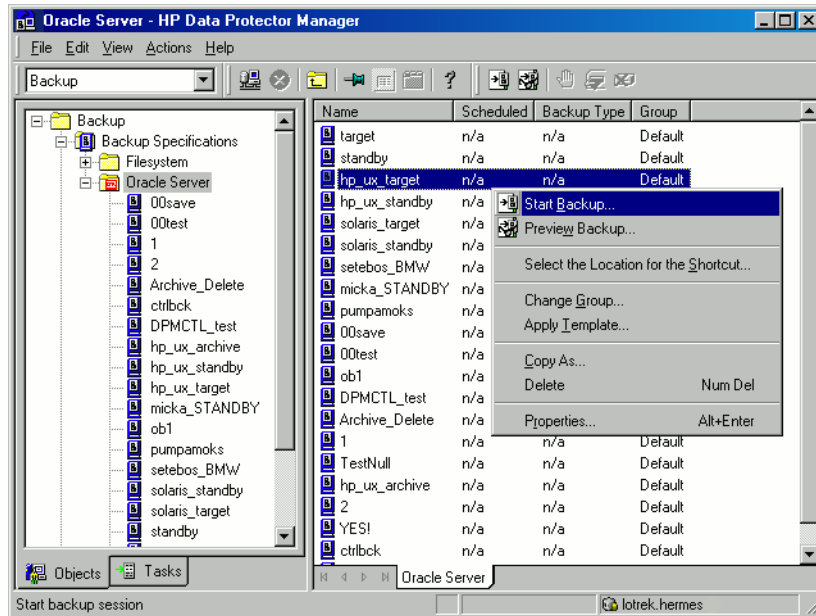 Oracle Server - HP Data Protector Manager
File Edit View Actions Help
Backup
Backup
Backup Specifications
Filesystem
Oracle Server
00save
00test
1
2
Archive_Delete
ctrlbck
DPMCTL_test
hp_ux_archive
hp_ux_standby
hp_ux_target
micka_STANDBY
ob1
pumpamoks
setebos_BMW
solaris_standby
solaris_target
standby
Objects Tasks
Name Scheduled Backup Type Group
target n/a n/a Default
standby n/a n/a Default
hp_ux_target n/a n/a Default
hp_ux_standby n/a
solaris_target n/a
solaris_standby n/a
setebos_BMW n/a
micka_STANDBY n/a
pumpamoks n/a
00save n/a
00test n/a
ob1 n/a
DPMCTL_test n/a
Archive_Delete n/a
1 n/a n/a Default
TestNull n/a n/a Default
hp_ux_archive n/a n/a Default
2 n/a n/a Default
YES! n/a n/a Default
ctrlbck n/a n/a Default
Start Backup...
Preview Backup...
Select the Location for the Shortcut...
Change Group...
Apply Template...
Copy As...
Delete Num Del
Properties... Alt+Enter
Oracle Server
Start backup session
lotrek.hermes